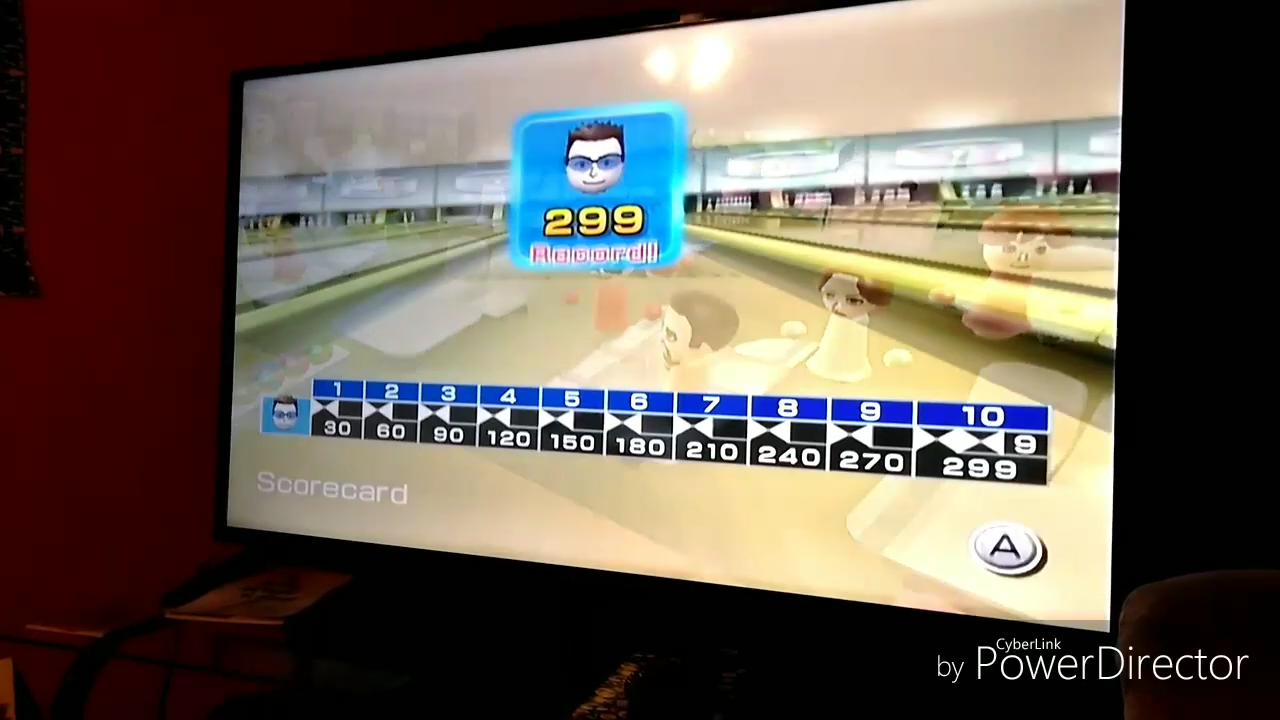 299
Record!
1 2 3 4 5 6 7 8 9 10
9
30 60 90 120 150 180 210 240 270 299
Scorecard
A
CyberLink
by PowerDirector